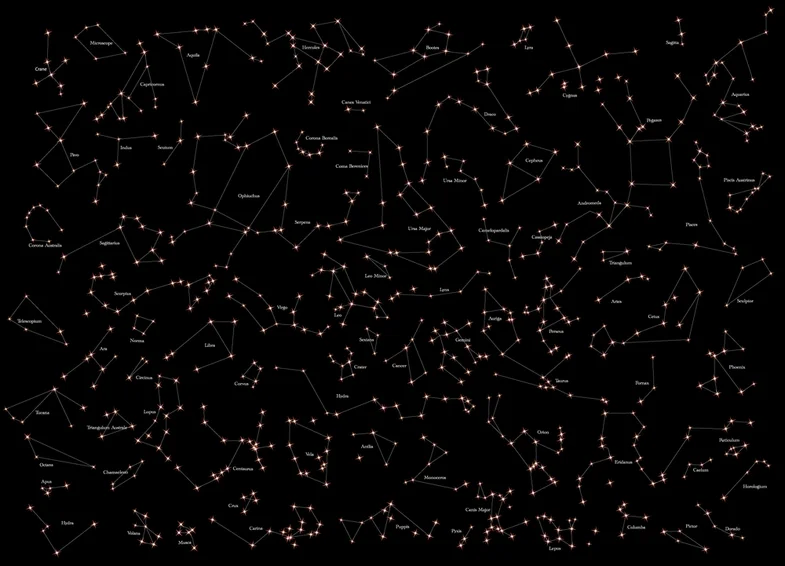 Microscope
Aquila
Hercules
Bootes
Lyra
Sagitta
Crane
Capricornus
Cygnus
Aquarius
Canes Venatici
Draco
Pegasus
Corona Borealis
Indus
Scutum
Pavo
Coma Berenices
Cepheus
Ursa Minor
Piscis Austrinus
Ophiuchus
Andromeda
Serpens
Pisces
Ursa Major
Camelopardalis
Cassiopeia
Corona Australis
Sagittarius
Triangulum
Leo Minor
Lynx
Scorpius
Aries
Sculptor
Virgo
Leo
Auriga
Cetus
Telescopium
Perseus
Norma
Sextans
Gemini
Libra
Ara
Crater
Cancer
Phoenix
Circinus
Taurus
Corvus
Fornax
Hydra
Tucana
Lupus
Triangulum Australe
Orion
Reticulum
Antlia
Vela
Eridanus
Octans
Centaurus
Chamaeleon
Caelum
Monoceros
Apus
Horologium
Crux
Canis Major
Hydra
Carina
Puppis
Columba
Pictor
Dorado
Pyxis
Volans
Musca
Lepus